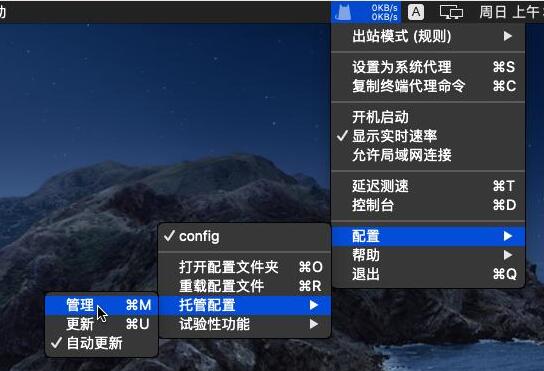 0KB/s
0KB/s
A
周日 上午
出站模式 (规则)
设置为系统代理 ⌘S
复制终端代理命令 ⌘C
开机启动
✓ 显示实时速率
允许局域网连接
延迟测速 ⌘T
控制台 ⌘D
配置
帮助
退出 ⌘Q
✓ config
打开配置文件夹 ⌘O
重载配置文件 ⌘R
托管配置
试验性功能
管理 ⌘M
更新 ⌘U
✓ 自动更新